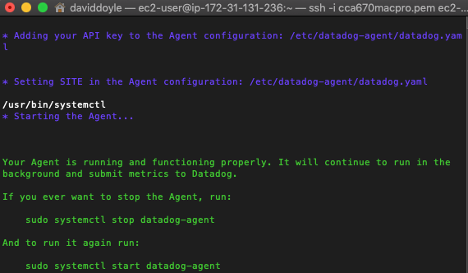 daviddoyle — ec2-user@ip-172-31-131-236:~ — ssh -i cca670macpro.pem ec2-...
* Adding your API key to the Agent configuration: /etc/datadog-agent/datadog.yam
l
* Setting SITE in the Agent configuration: /etc/datadog-agent/datadog.yaml
/usr/bin/systemctl
* Starting the Agent...
Your Agent is running and functioning properly. It will continue to run in the
background and submit metrics to Datadog.
If you ever want to stop the Agent, run:
sudo systemctl stop datadog-agent
And to run it again run:
sudo systemctl start datadog-agent